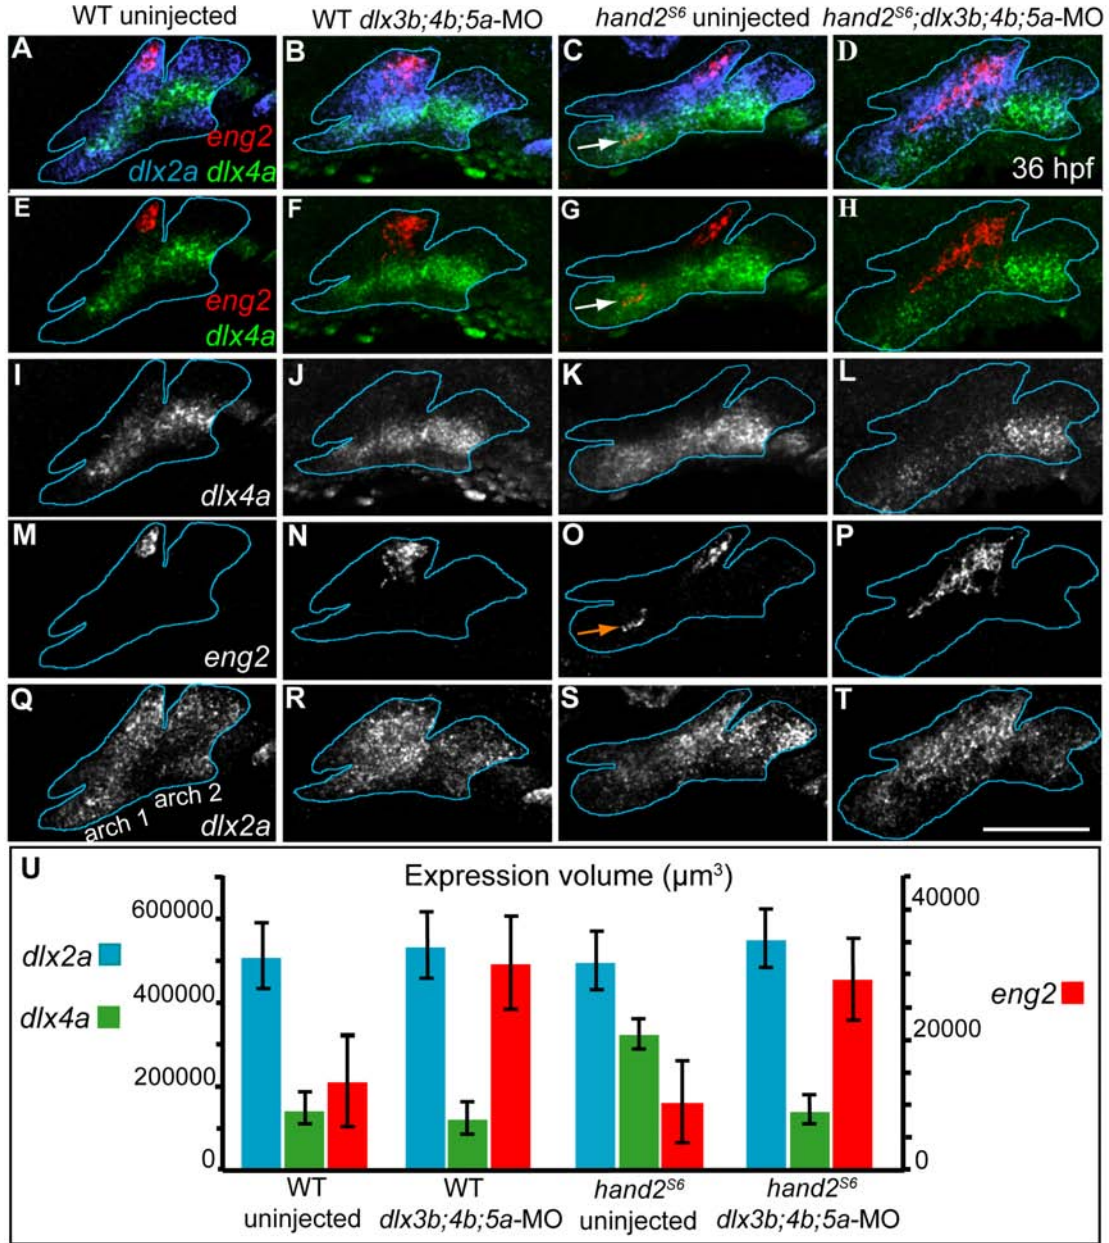 WT uninjected
WT dlx3b;4b;5a-MO
hand2S6 uninjected
hand2S6;dlx3b;4b;5a-MO
A
eng2
dlx2a dlx4a
B
C
D
36 hpf
E
eng2
dlx4a
F
G
H
I
dlx4a
J
K
L
M
eng2
N
O
P
Q
arch 1
arch 2
dlx2a
R
S
T
U
Expression volume (µm3)
dlx2a
dlx4a
600000
400000
200000
0
40000
20000
0
eng2
WT
uninjected
WT
dlx3b;4b;5a-MO
hand2S6
uninjected
hand2S6
dlx3b;4b;5a-MO